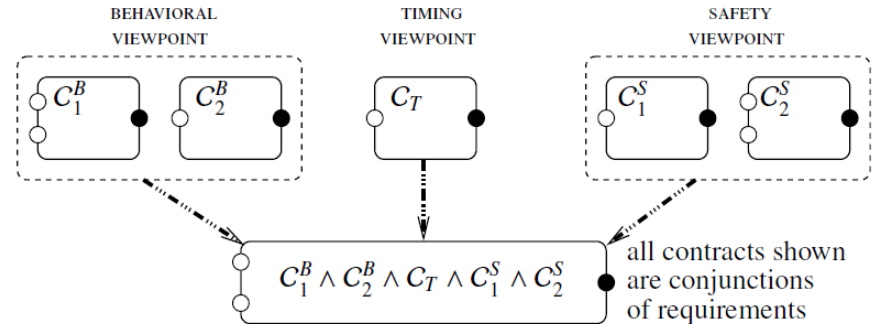 BEHAVIORAL
VIEWPOINT
TIMING
VIEWPOINT
SAFETY
VIEWPOINT
C_1^B
C_2^B
C_T
C_1^S
C_2^S
C_1^B ∧ C_2^B ∧ C_T ∧ C_1^S ∧ C_2^S
all contracts shown
are conjunctions
of requirements